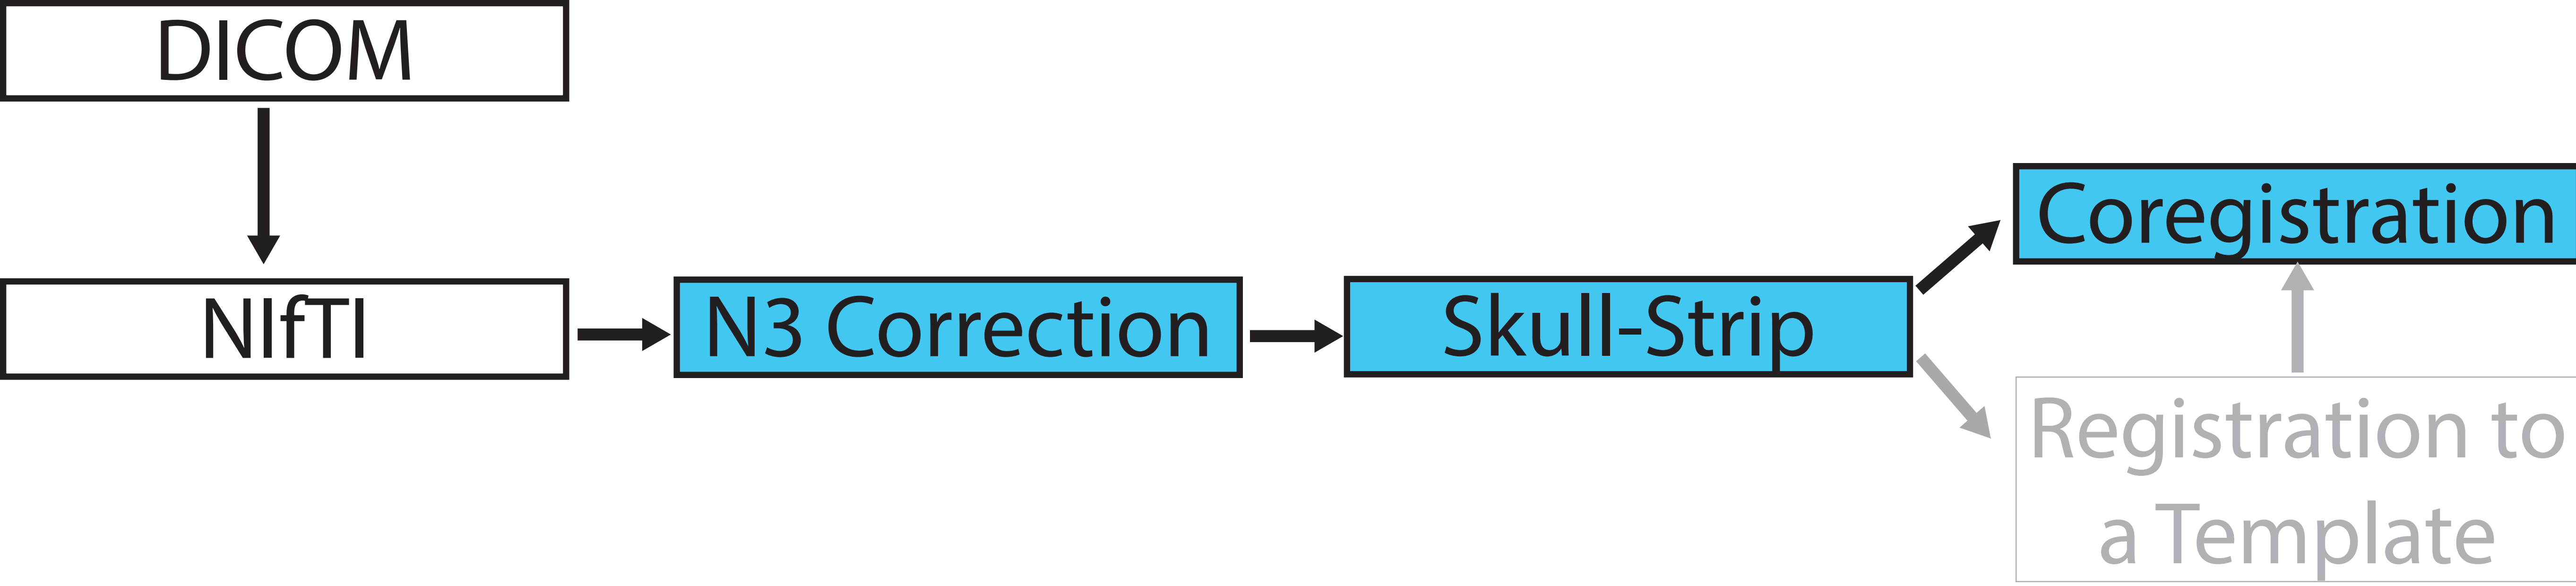 DICOM
NIfTI
N3 Correction
Skull-Strip
Coregistration
Registration to
a Template